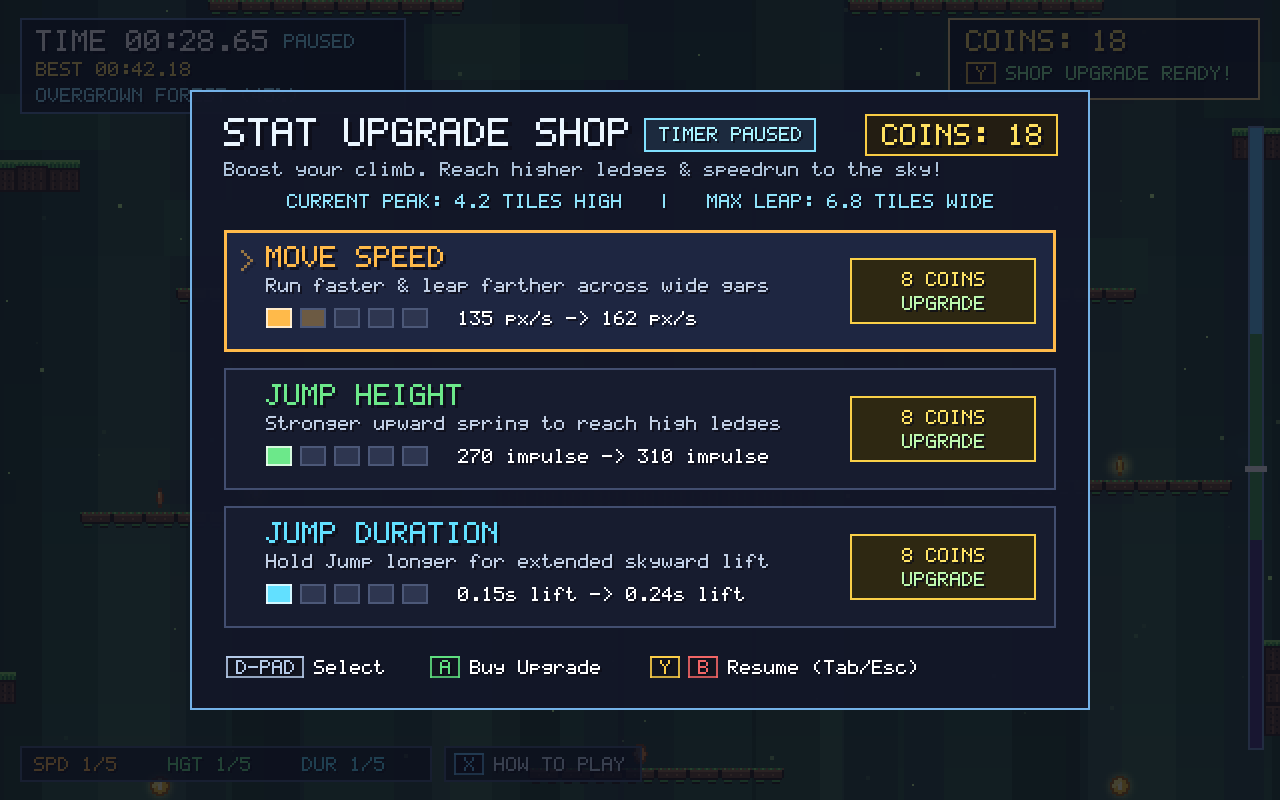 TIME 00:28.65 PAUSED
BEST 00:42.18
OVERGROWN
COINS: 18
Y SHOP UPGRADE READY!
STAT UPGRADE SHOP TIMER PAUSED COINS: 18
Boost your climb. Reach higher ledges & speedrun to the sky!
CURRENT PEAK: 4.2 TILES HIGH | MAX LEAP: 6.8 TILES WIDE
> MOVE SPEED
Run faster & leap farther across wide gaps
135 px/s -> 162 px/s
8 COINS
UPGRADE
JUMP HEIGHT
Stronger upward spring to reach high ledges
270 impulse -> 310 impulse
8 COINS
UPGRADE
JUMP DURATION
Hold Jump longer for extended skyward lift
0.15s lift -> 0.24s lift
8 COINS
UPGRADE
D-PAD Select A Buy Upgrade Y B Resume (Tab/Esc)
SPD 1/5 HGT 1/5 DUR 1/5 X HOW TO PLAY